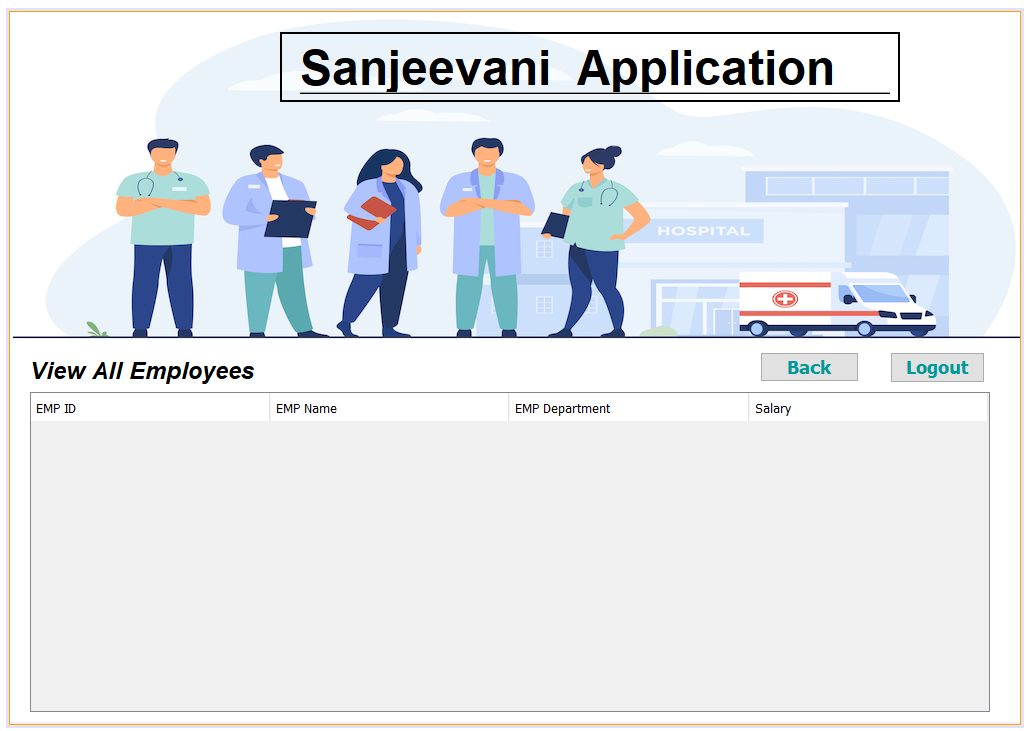 Sanjeevani Application
HOSPITAL
View All Employees
Back
Logout
EMP ID
EMP Name
EMP Department
Salary